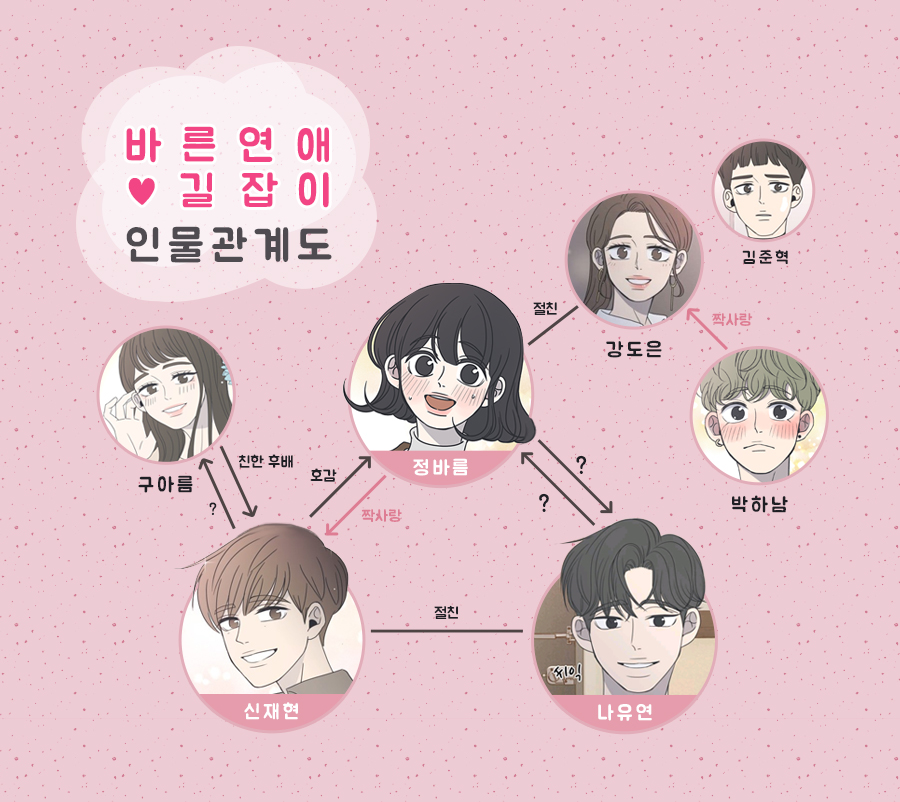 바른연애
♥길잡이
인물관계도
김준혁
절친
짝사랑
강도은
구아름
친한 후배
호감
정바름
?
?
?
짝사랑
박하남
절친
씨익
신재현
나유연